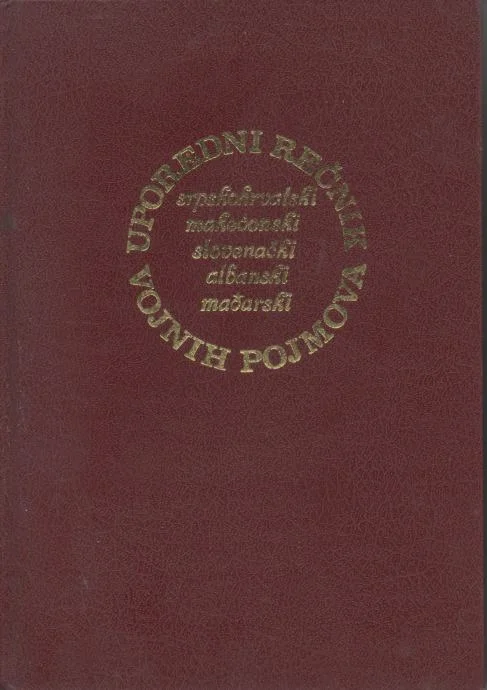 UPOREDNI REČNIK
VOJNIH POJMOVA
srpskohrvatski
makedonski
slovenački
albanski
mađarski